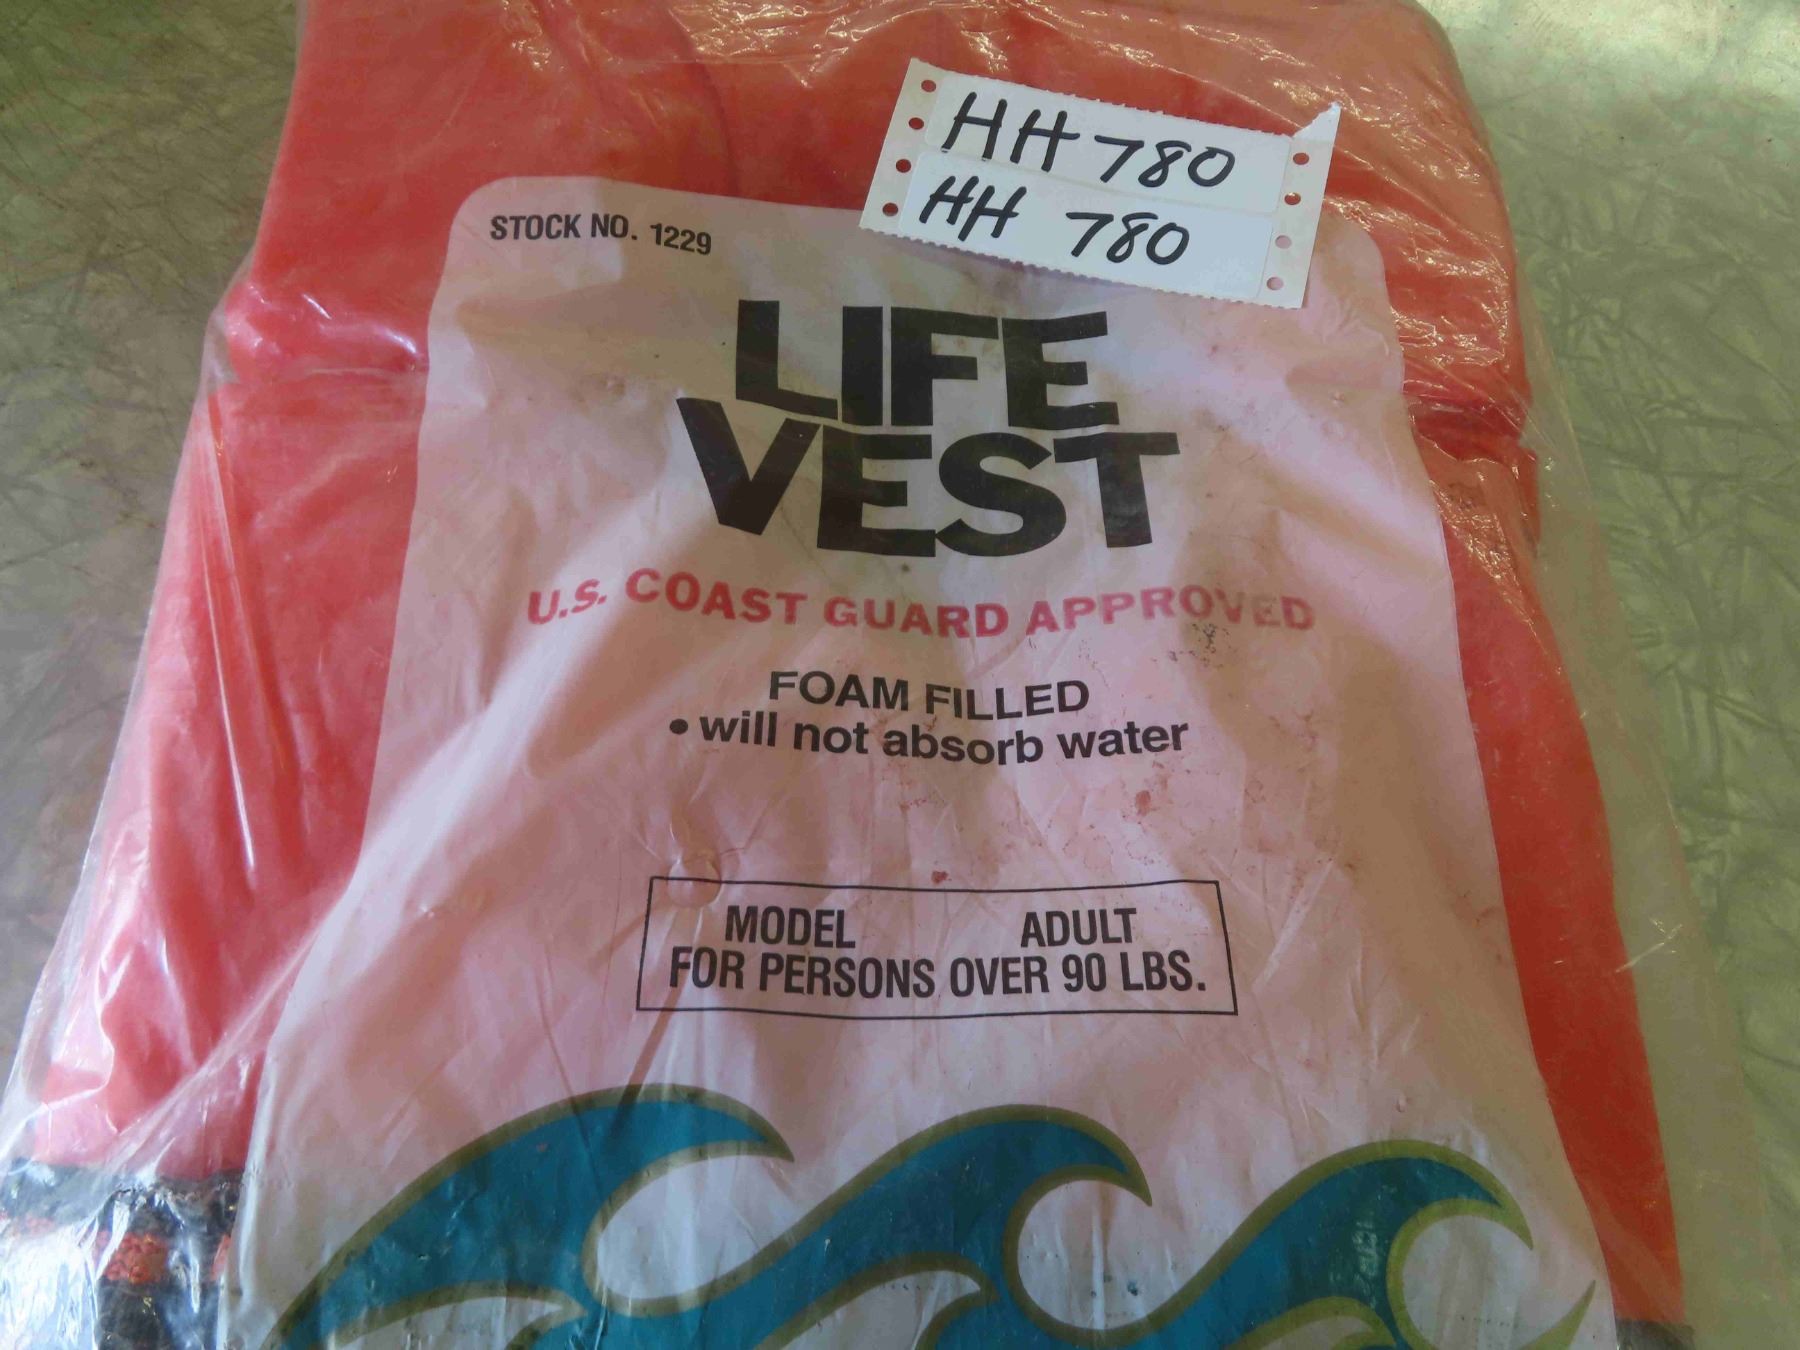 HH 780
HH 780
STOCK NO. 1229
LIFE
VEST
U.S. COAST GUARD APPROVED
FOAM FILLED
• will not absorb water
MODEL ADULT
FOR PERSONS OVER 90 LBS.